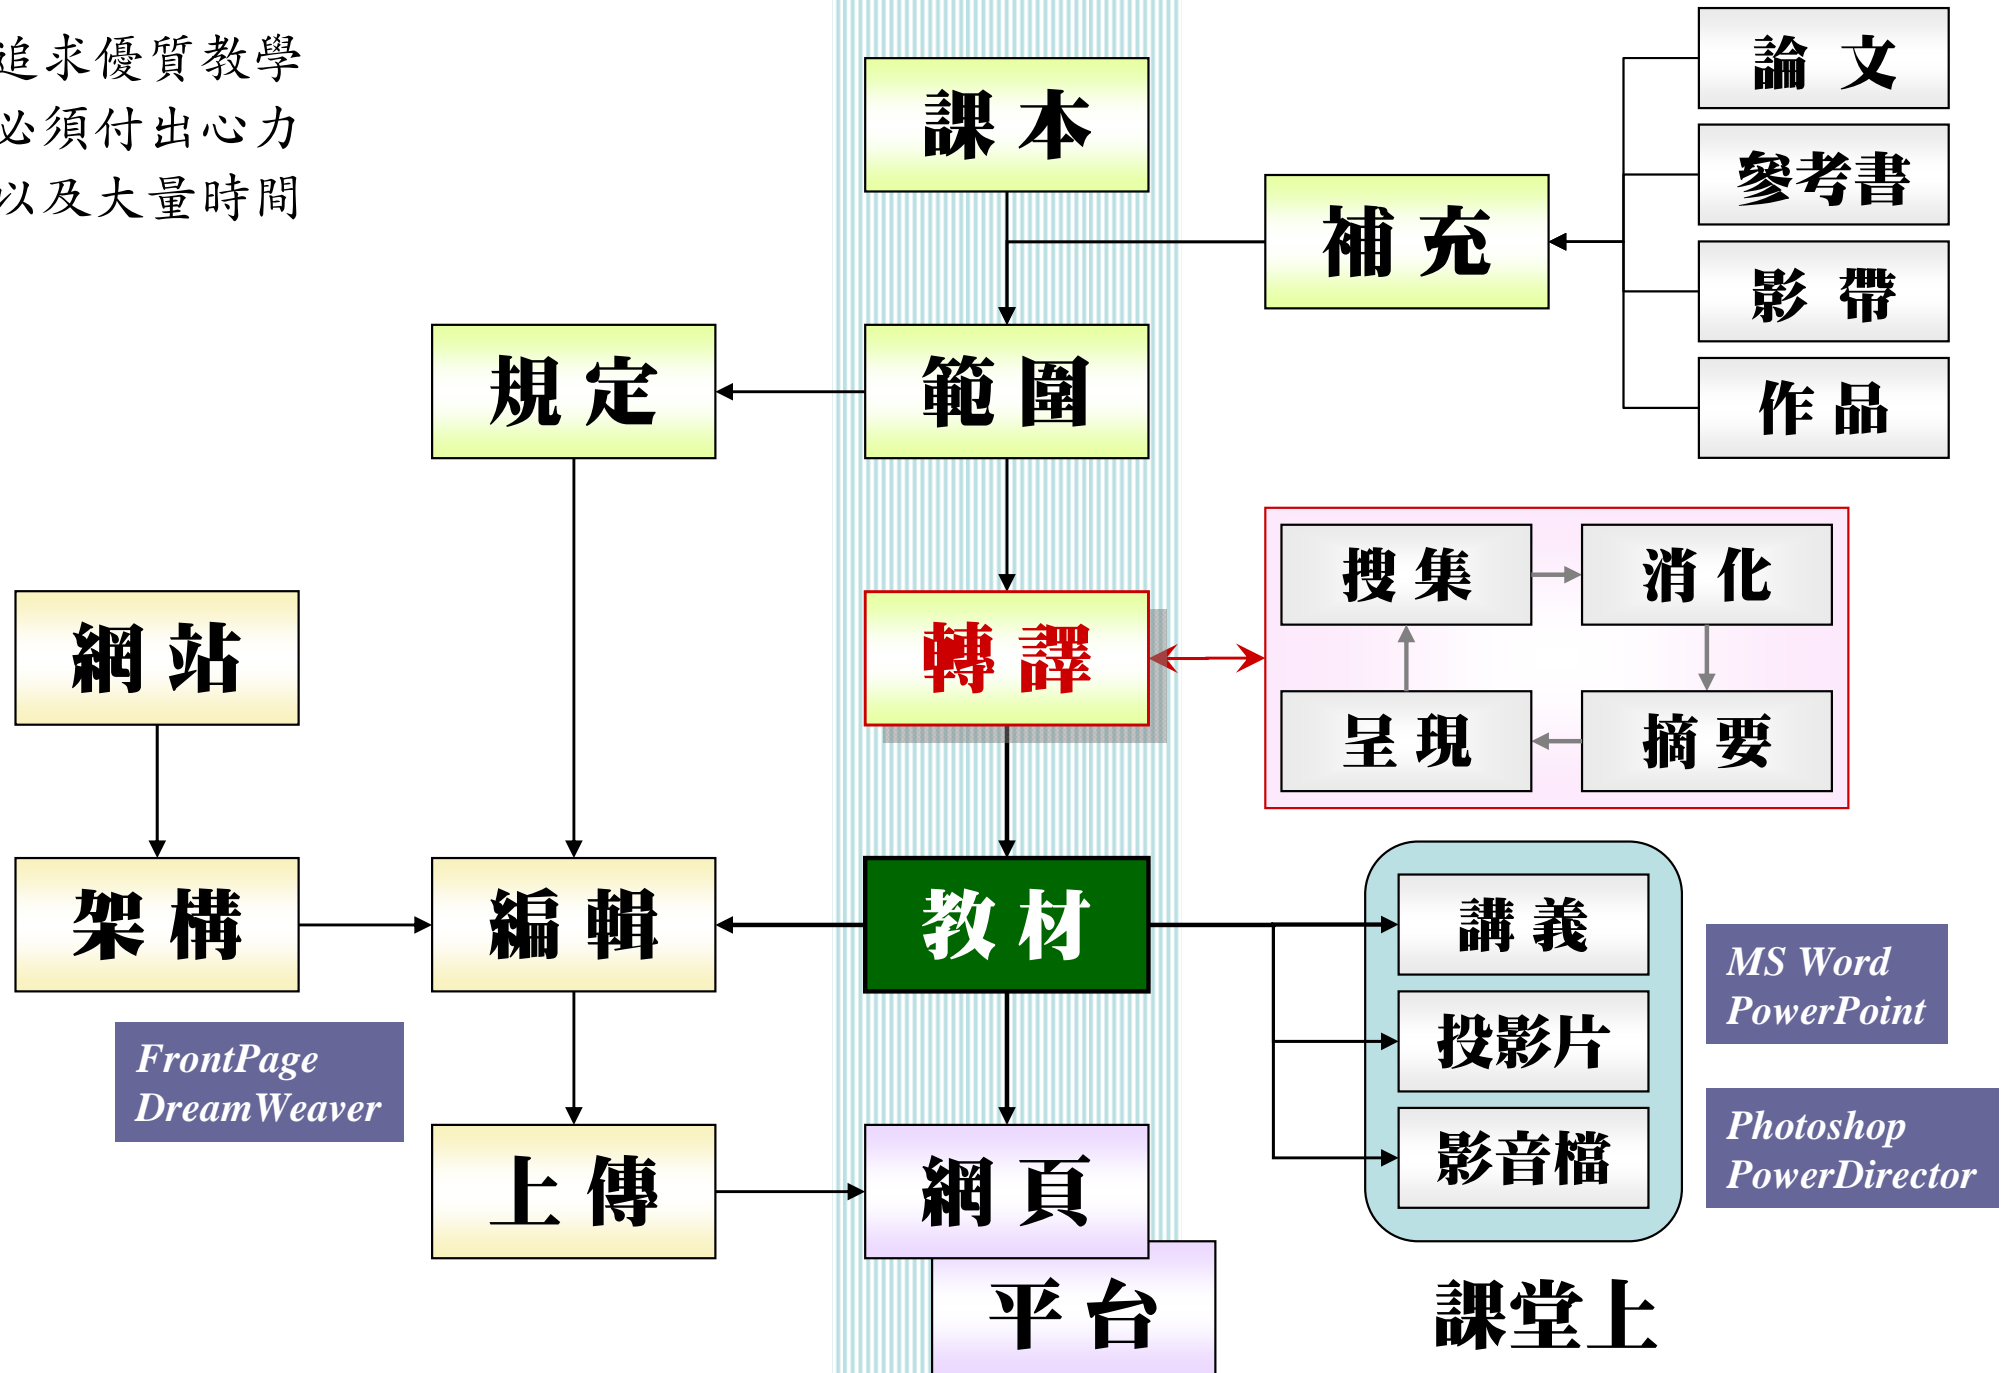 追求優質教學
必須付出心力
以及大量時間
課本
論文
參考書
影帶
作品
補充
規定
範圍
搜集
消化
呈現
摘要
網站
轉譯
架構
編輯
教材
講義
投影片
影音檔
MS Word
PowerPoint
FrontPage
DreamWeaver
Photoshop
PowerDirector
上傳
網頁
平台
課堂上